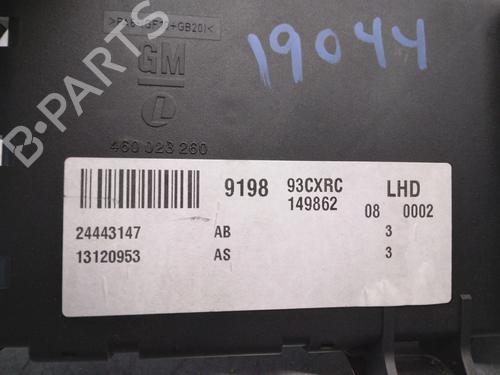 19044
GM
460 023 260
9198 93CXRC LHD
149862 08 0002
24443147 AB 3
13120953 AS 3
B-PARTS